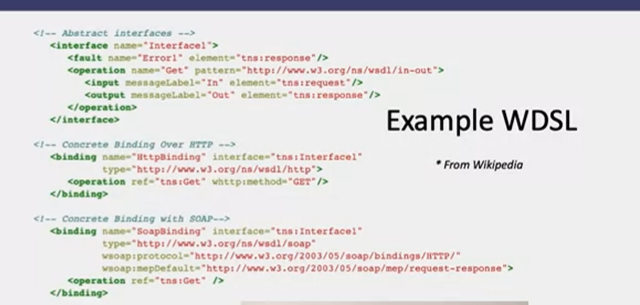 <!-- Abstract interfaces -->
<interface name="Interface1">
<fault name="Error1" element="tns:response"/>
<operation name="Get" pattern="http://www.w3.org/ns/wsdl/in-out">
<input messageLabel="In" element="tns:request"/>
<output messageLabel="Out" element="tns:response"/>
</operation>
</interface>
Example WDSL
* From Wikipedia
<!-- Concrete Binding Over HTTP -->
<binding name="HttpBinding" interface="tns:Interface1"
type="http://www.w3.org/ns/wsdl/http">
<operation ref="tns:Get" whttp:method="GET"/>
</binding>
<!-- Concrete Binding with SOAP-->
<binding name="SoapBinding" interface="tns:Interface1"
type="http://www.w3.org/ns/wsdl/soap"
wsoap:protocol="http://www.w3.org/2003/05/soap/bindings/HTTP/"
wsoap:mepDefault="http://www.w3.org/2003/05/soap/mep/request-response">
<operation ref="tns:Get" />
</binding>